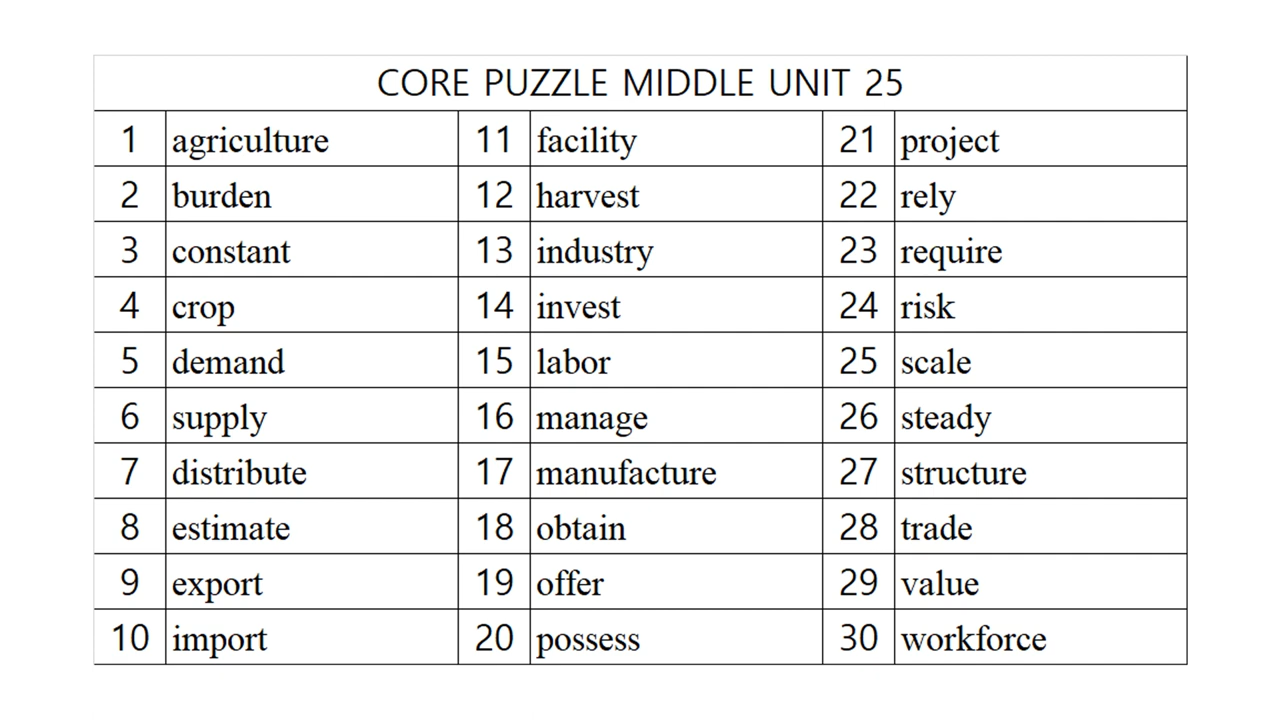 CORE PUZZLE MIDDLE UNIT 25
1 agriculture 11 facility 21 project
2 burden 12 harvest 22 rely
3 constant 13 industry 23 require
4 crop 14 invest 24 risk
5 demand 15 labor 25 scale
6 supply 16 manage 26 steady
7 distribute 17 manufacture 27 structure
8 estimate 18 obtain 28 trade
9 export 19 offer 29 value
10 import 20 possess 30 workforce